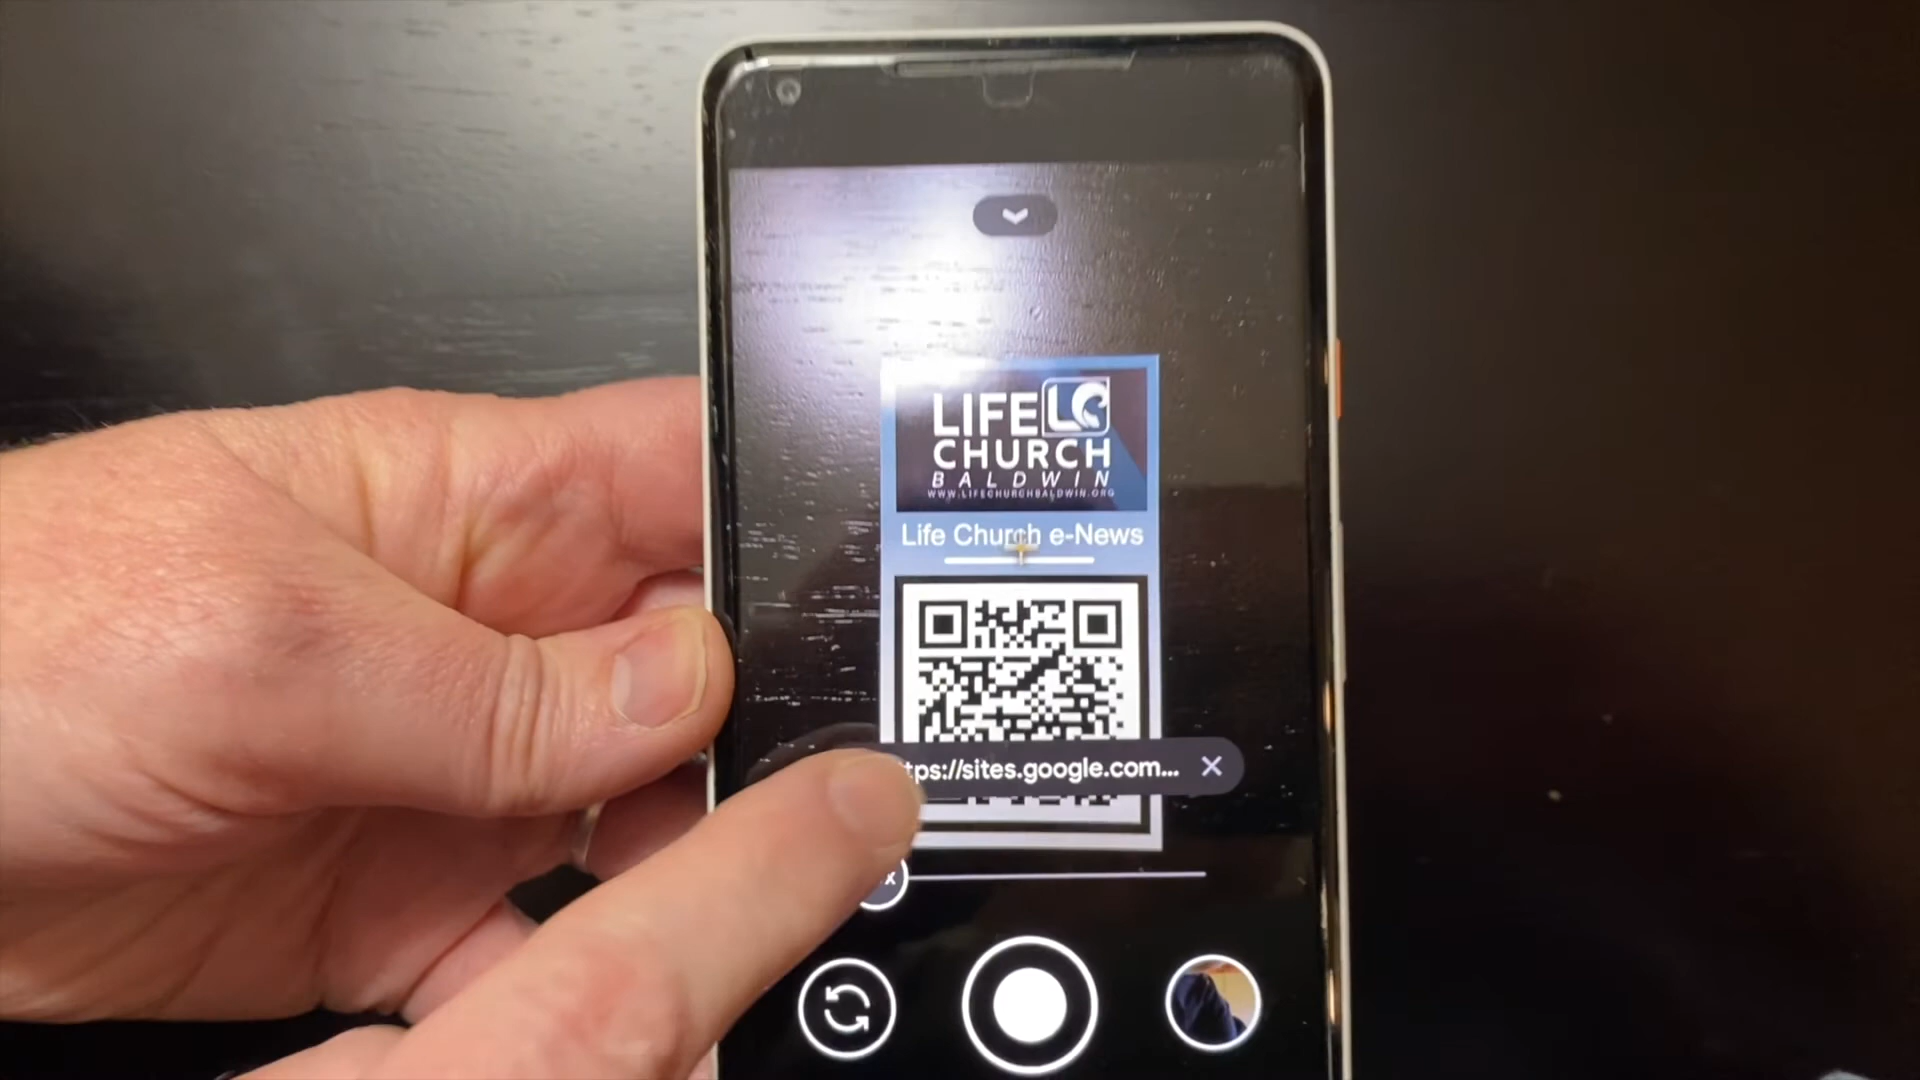 LIFE LC
CHURCH
BALDWIN
WWW.LIFECHURCHBALDWIN.ORG
Life Church e-News
tps://sites.google.com...
x